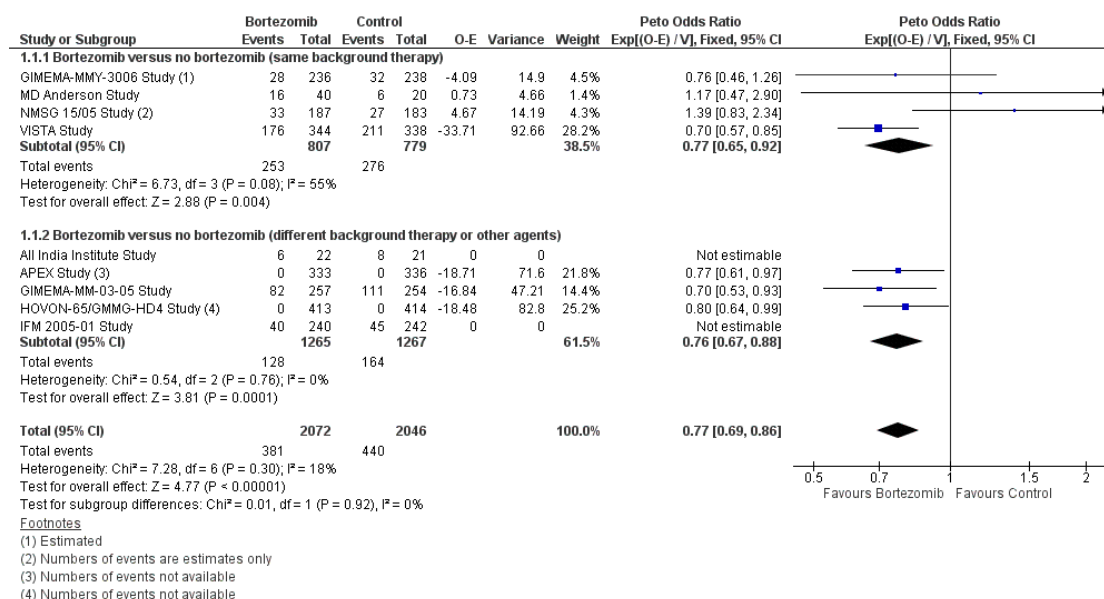 Bortezomib Control Peto Odds Ratio Peto Odds Ratio
Study or Subgroup Events Total Events Total O-E Variance Weight Exp[(O-E) / V], Fixed, 95% CI Exp[(O-E) / V], Fixed, 95% CI
1.1.1 Bortezomib versus no bortezomib (same background therapy)
GIMEMA-MMY-3006 Study (1) 28 236 32 238 -4.09 14.9 4.5% 0.76 [0.46, 1.26]
MD Anderson Study 16 40 6 20 0.73 4.66 1.4% 1.17 [0.47, 2.90]
NMSG 15/05 Study (2) 33 187 27 183 4.67 14.19 4.3% 1.39 [0.83, 2.34]
VISTA Study 176 344 211 338 -33.71 92.66 28.2% 0.70 [0.57, 0.85]
Subtotal (95% CI) 807 779 38.5% 0.77 [0.65, 0.92]
Total events 253 276
Heterogeneity: Chi² = 6.73, df = 3 (P = 0.08); I² = 55%
Test for overall effect: Z = 2.88 (P = 0.004)
1.1.2 Bortezomib versus no bortezomib (different background therapy or other agents)
All India Institute Study 6 22 8 21 0 0 Not estimable
APEX Study (3) 0 333 0 336 -18.71 71.6 21.8% 0.77 [0.61, 0.97]
GIMEMA-MM-03-05 Study 82 257 111 254 -16.84 47.21 14.4% 0.70 [0.53, 0.93]
HOVON-65/GMMG-HD4 Study (4) 0 413 0 414 -18.48 82.8 25.2% 0.80 [0.64, 0.99]
IFM 2005-01 Study 40 240 45 242 0 0 Not estimable
Subtotal (95% CI) 1265 1267 61.5% 0.76 [0.67, 0.88]
Total events 128 164
Heterogeneity: Chi² = 0.54, df = 2 (P = 0.76); I² = 0%
Test for overall effect: Z = 3.81 (P = 0.0001)
Total (95% CI) 2072 2046 100.0% 0.77 [0.69, 0.86]
Total events 381 440
Heterogeneity: Chi² = 7.28, df = 6 (P = 0.30); I² = 18%
Test for overall effect: Z = 4.77 (P < 0.00001)
Test for subgroup differences: Chi² = 0.01, df = 1 (P = 0.92), I² = 0%
0.5 0.7 1 1.5 2
Favours Bortezomib Favours Control
Footnotes
(1) Estimated
(2) Numbers of events are estimates only
(3) Numbers of events not available
(4) Numbers of events not available